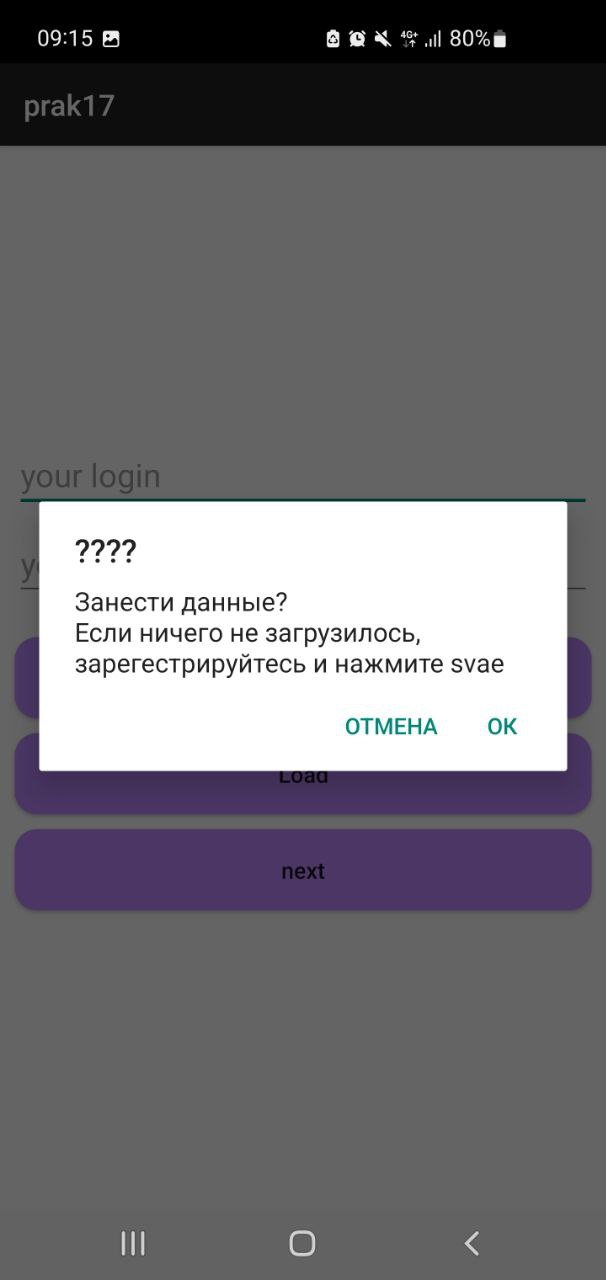 09:15 4G+ 80%
prak17
your login
????
Занести данные?
Если ничего не загрузилось,
зарегестрируйтесь и нажмите svae
ОТМЕНА ОК
Load
next